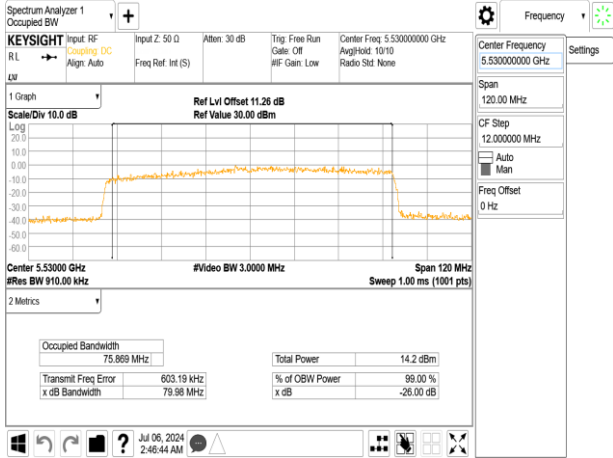 Spectrum Analyzer 1
Occupied BW
Frequency
KEYSIGHT
RL
Input: RF
Coupling: DC
Align: Auto
Input Z: 50 Ω
Freq Ref: Int (S)
Atten: 30 dB
Trig: Free Run
Gate: Off
#IF Gain: Low
Center Freq: 5.530000000 GHz
Avg|Hold: 10/10
Radio Std: None
Center Frequency
5.530000000 GHz
Settings
Span
120.00 MHz
CF Step
12.000000 MHz
Auto
Man
Freq Offset
0 Hz
1 Graph
Scale/Div 10.0 dB
Ref Lvl Offset 11.26 dB
Ref Value 30.00 dBm
Log
20.0
10.0
0.00
-10.0
-20.0
-30.0
-40.0
-50.0
-60.0
Center 5.53000 GHz
#Video BW 3.0000 MHz
Span 120 MHz
#Res BW 910.00 kHz
Sweep 1.00 ms (1001 pts)
2 Metrics
Occupied Bandwidth
75.869 MHz
Total Power 14.2 dBm
Transmit Freq Error 603.19 kHz
% of OBW Power 99.00 %
x dB Bandwidth 79.98 MHz
x dB -26.00 dB
?
Jul 06, 2024
2:46:44 AM